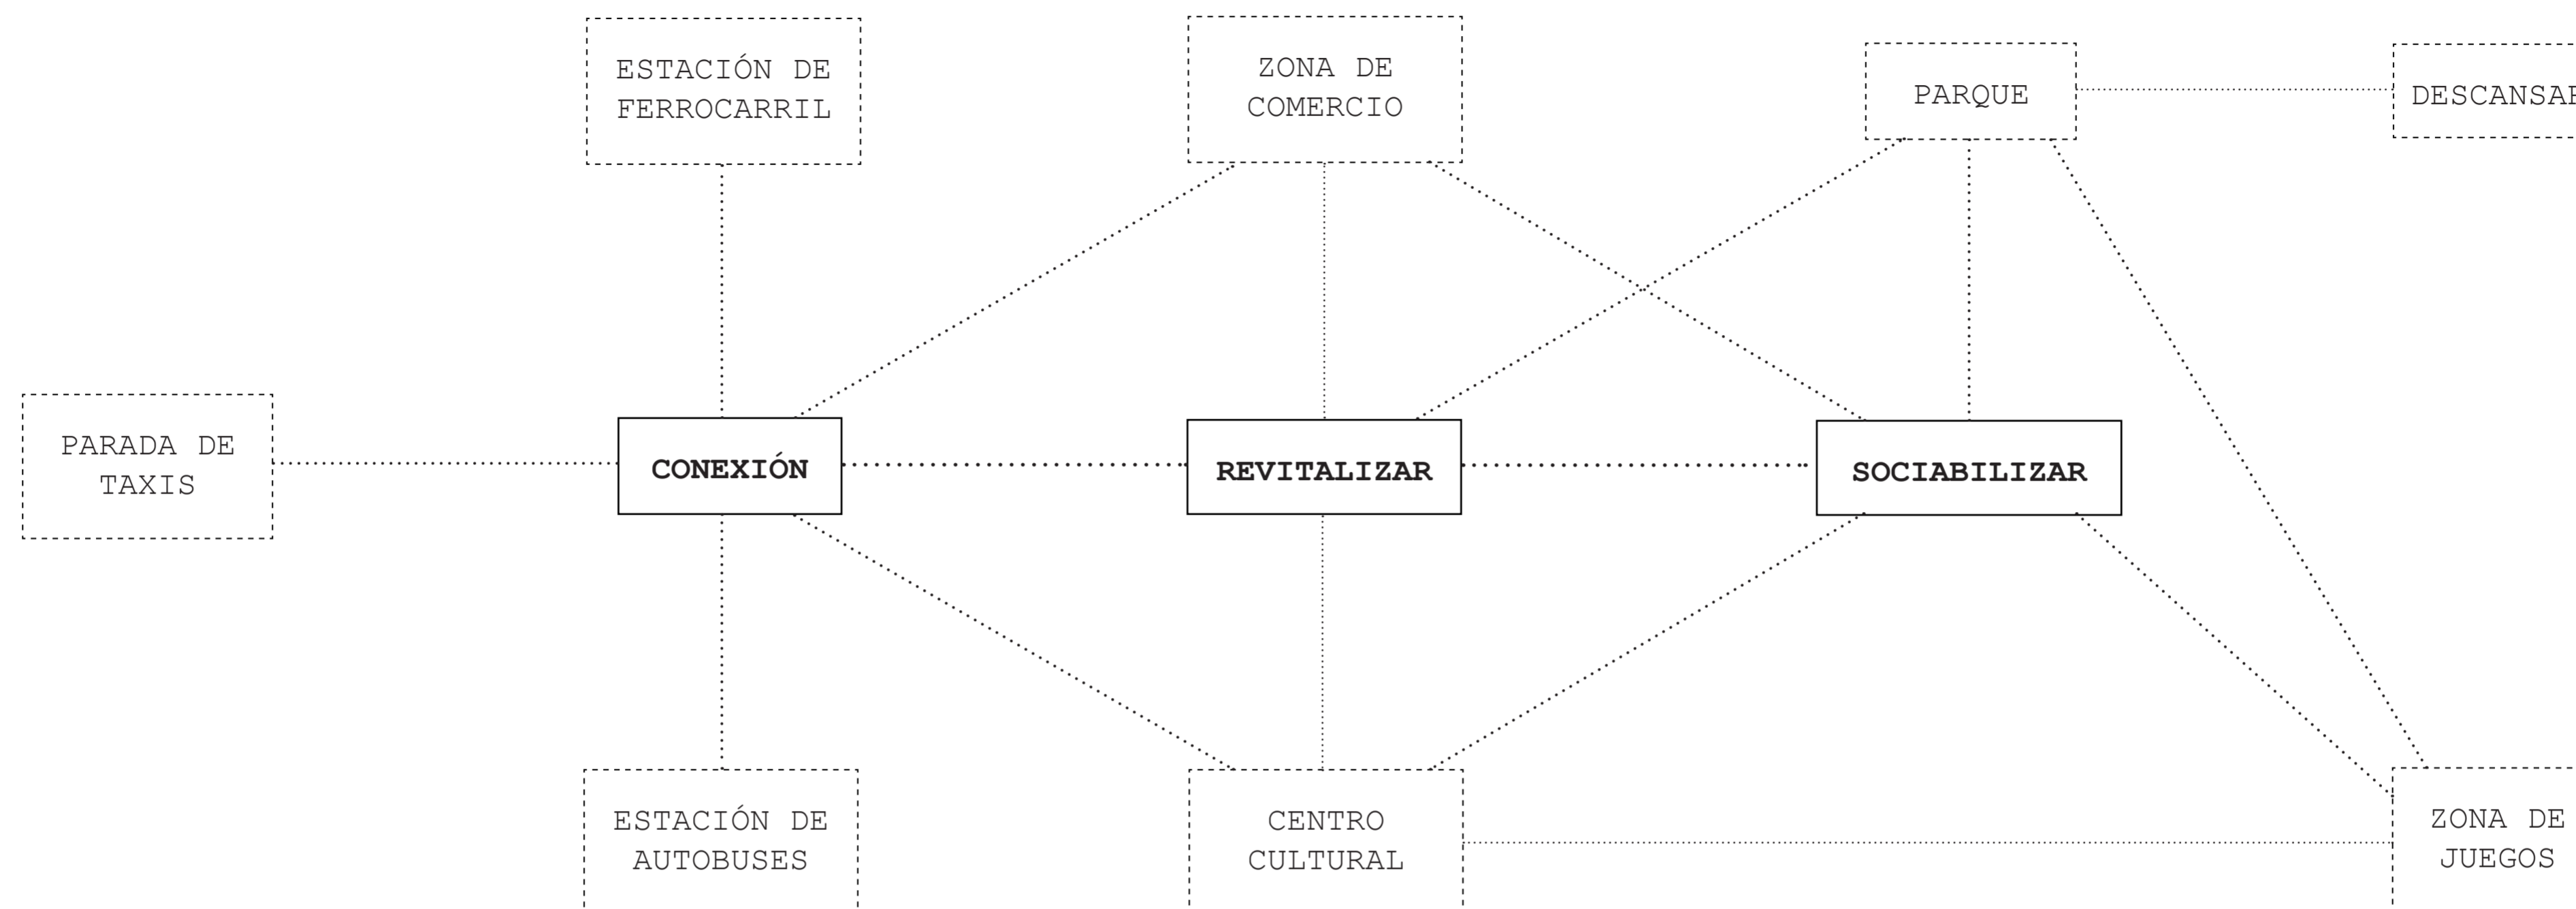 ESTACIÓN DE
FERROCARRIL
ZONA DE
COMERCIO
PARQUE
DESCANSAR
PARADA DE
TAXIS
CONEXIÓN
REVITALIZAR
SOCIABILIZAR
ESTACIÓN DE
AUTOBUSES
CENTRO
CULTURAL
ZONA DE
JUEGOS